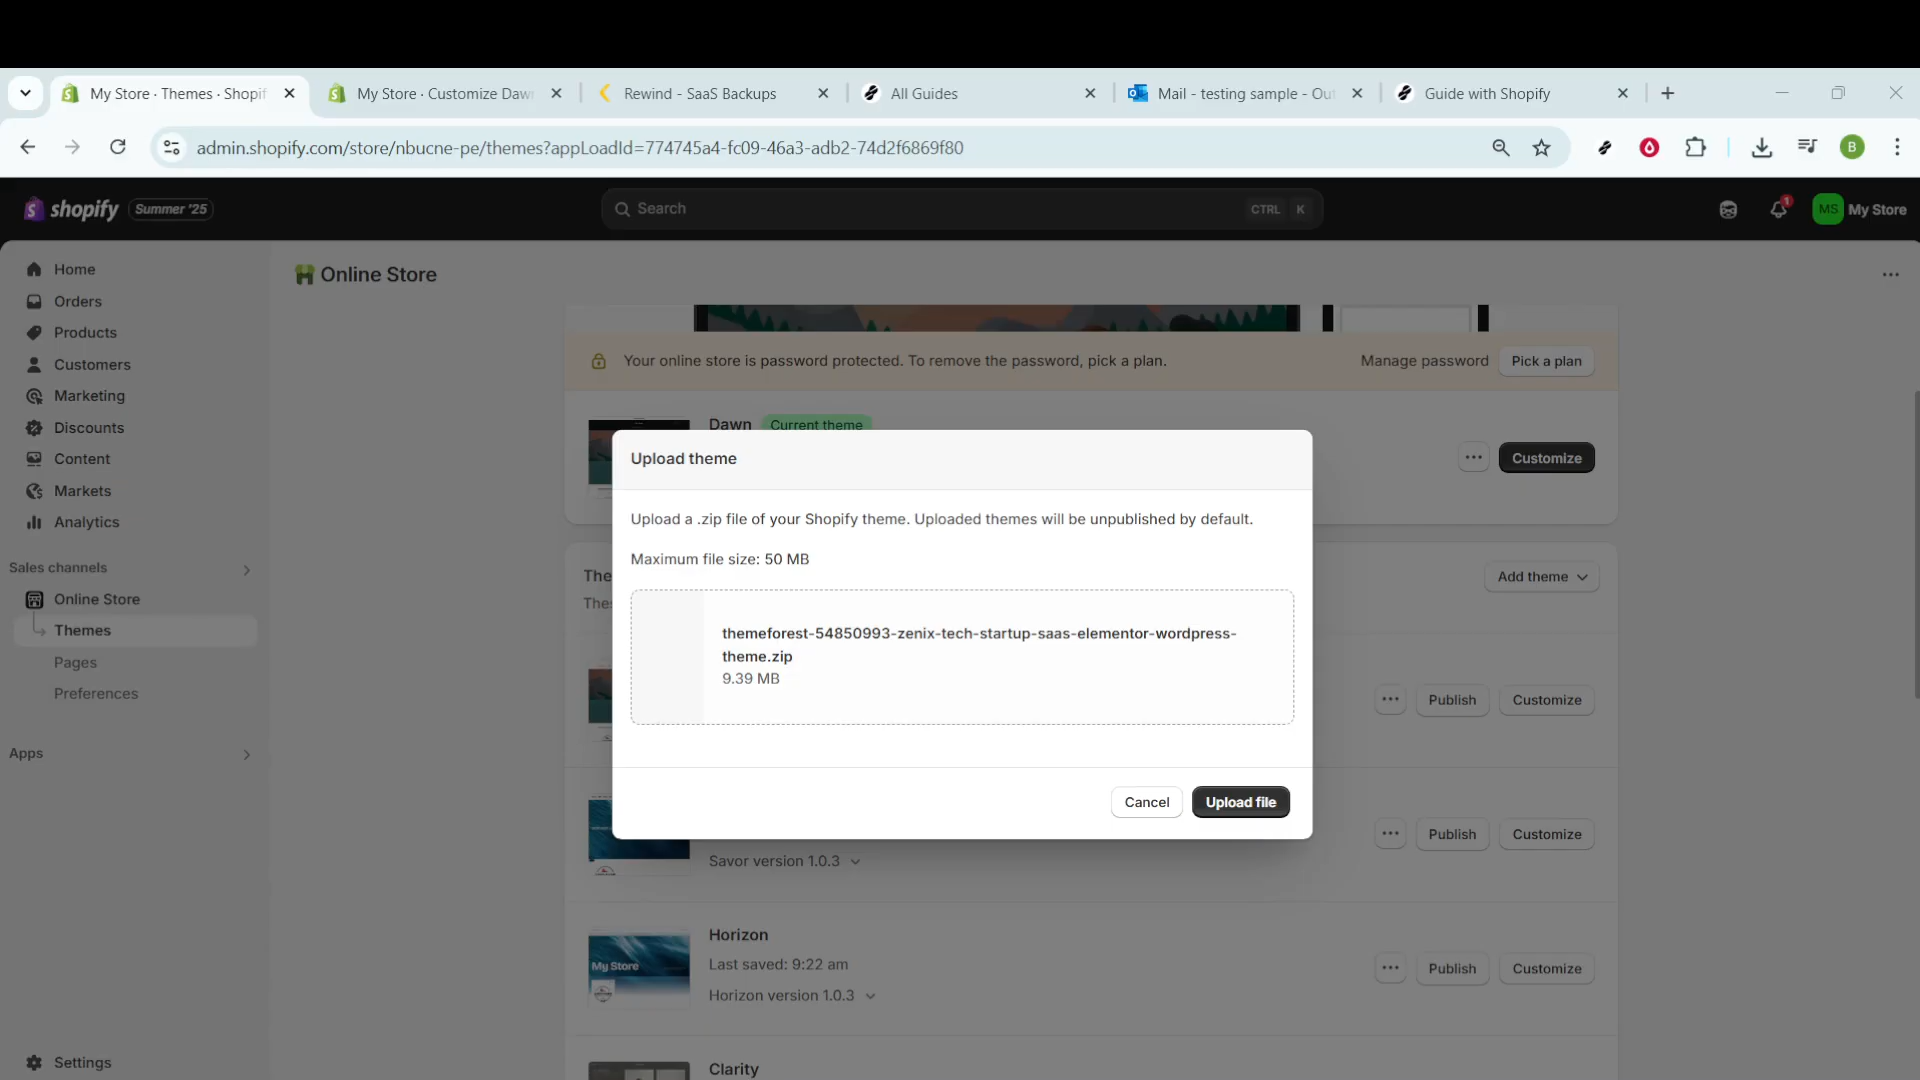 My Store · Themes · Shopif
My Store · Customize Daw
Rewind - SaaS Backups
All Guides
Mail - testing sample - Ou
Guide with Shopify
admin.shopify.com/store/nbucne-pe/themes?appLoadId=774745a4-fc09-46a3-adb2-74d2f6869f80
B
shopify
Summer '25
Search
CTRL K
1
MS
My Store
Home
Orders
Products
Customers
Marketing
Discounts
Content
Markets
Analytics
Sales channels
Online Store
Themes
Pages
Preferences
Apps
Settings
Online Store
Your online store is password protected. To remove the password, pick a plan.
Manage password
Pick a plan
Dawn
Current theme
Customize
Upload theme
Upload a .zip file of your Shopify theme. Uploaded themes will be unpublished by default.
Maximum file size: 50 MB
themeforest-54850993-zenix-tech-startup-saas-elementor-wordpress-
theme.zip
9.39 MB
Cancel
Upload file
The
Add theme
Publish
Customize
Savor version 1.0.3
Publish
Customize
Horizon
Last saved: 9:22 am
Horizon version 1.0.3
My Store
Publish
Customize
Clarity